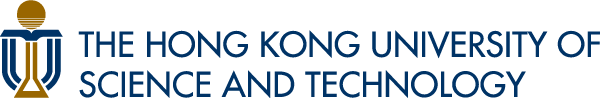 THE HONG KONG UNIVERSITY OF
SCIENCE AND TECHNOLOGY